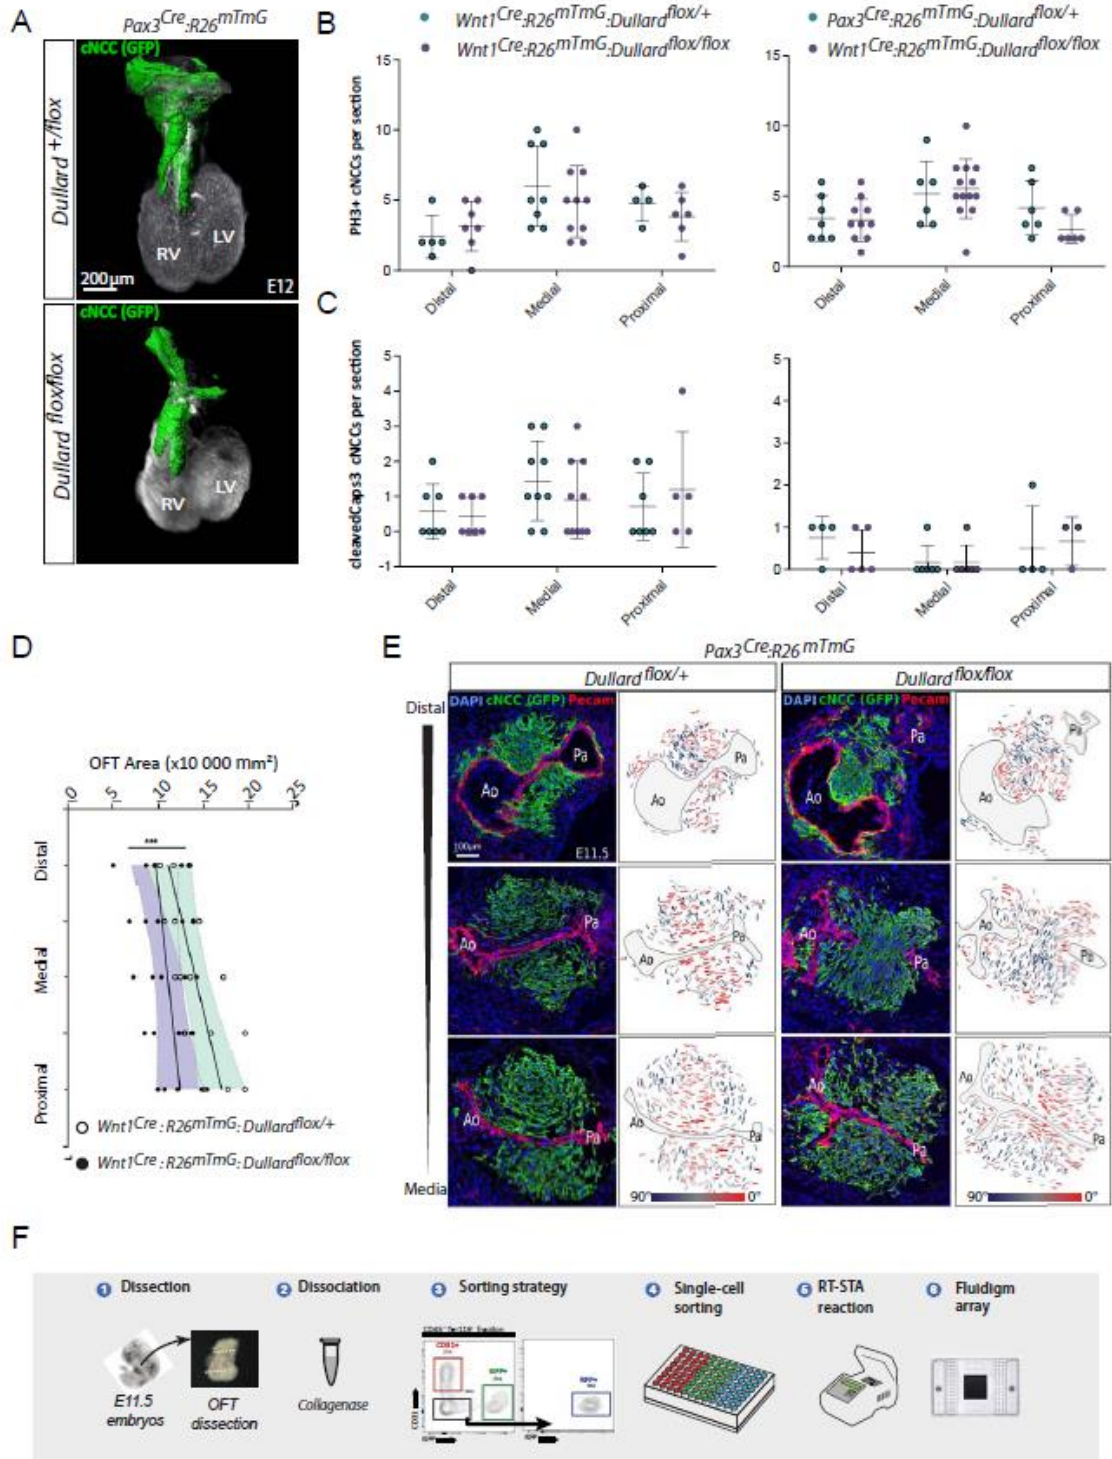 A
Pax3Cre:R26mTmG
cNCC (GFP)
Dullard +/flox
RV
LV
200µm
E12
cNCC (GFP)
Dullard flox/flox
RV
LV
B
Wnt1Cre:R26mTmG:Dullardflox/+
Wnt1Cre:R26mTmG:Dullardflox/flox
Pax3Cre:R26mTmG:Dullardflox/+
Wnt1Cre:R26mTmG:Dullardflox/flox
PH3+ cNCCs per section
15
10
5
0
Distal
Medial
Proximal
15
10
5
0
Distal
Medial
Proximal
C
cleavedCaps3 cNCCs per section
5
4
3
2
1
0
-1
Distal
Medial
Proximal
5
4
3
2
1
0
Distal
Medial
Proximal
D
OFT Area (x10 000 mm²)
0
5
10
15
20
25
***
Distal
Medial
Proximal
Wnt1Cre : R26mTmG: Dullardflox/+
Wnt1Cre : R26mTmG: Dullardflox/flox
E
Pax3Cre:R26mTmG
Dullardflox/+
Dullardflox/flox
Distal
Media
DAPI cNCC (GFP) Pecam
Ao
Pa
100µm
E11.5
Ao
Pa
DAPI cNCC (GFP) Pecam
Pa
Ao
Pa
Ao
Ao
Pa
Ao
Pa
Ao
Pa
Ao
Pa
Ao
Pa
Ao
Pa
90°
0°
Ao
Pa
Ao
Pa
90°
0°
F
1 Dissection
E11.5
embryos
OFT
dissection
2 Dissociation
Collagenase
3 Sorting strategy
CD31+
CD31
4 Single-cell
sorting
RT-STA
reaction
Fluidigm
array